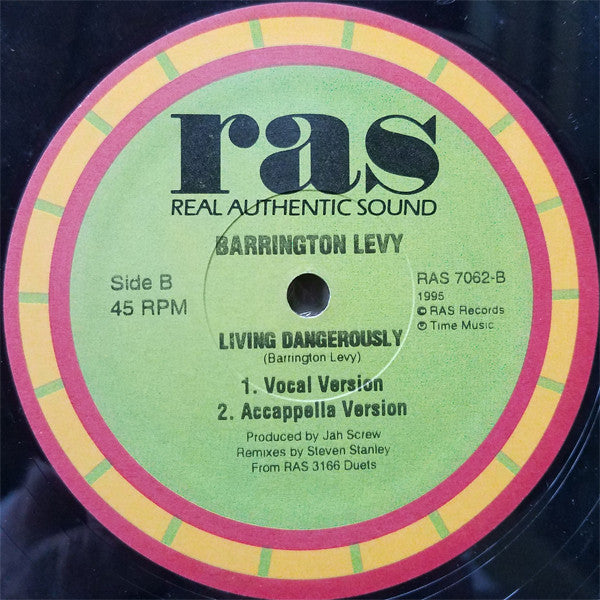 ras
REAL AUTHENTIC SOUND
BARRINGTON LEVY
Side B
45 RPM
RAS 7062-B
1995
© RAS Records
℗ Time Music
LIVING DANGEROUSLY
(Barrington Levy)
1. Vocal Version
2. Accappella Version
Produced by Jah Screw
Remixes by Steven Stanley
From RAS 3166 Duets